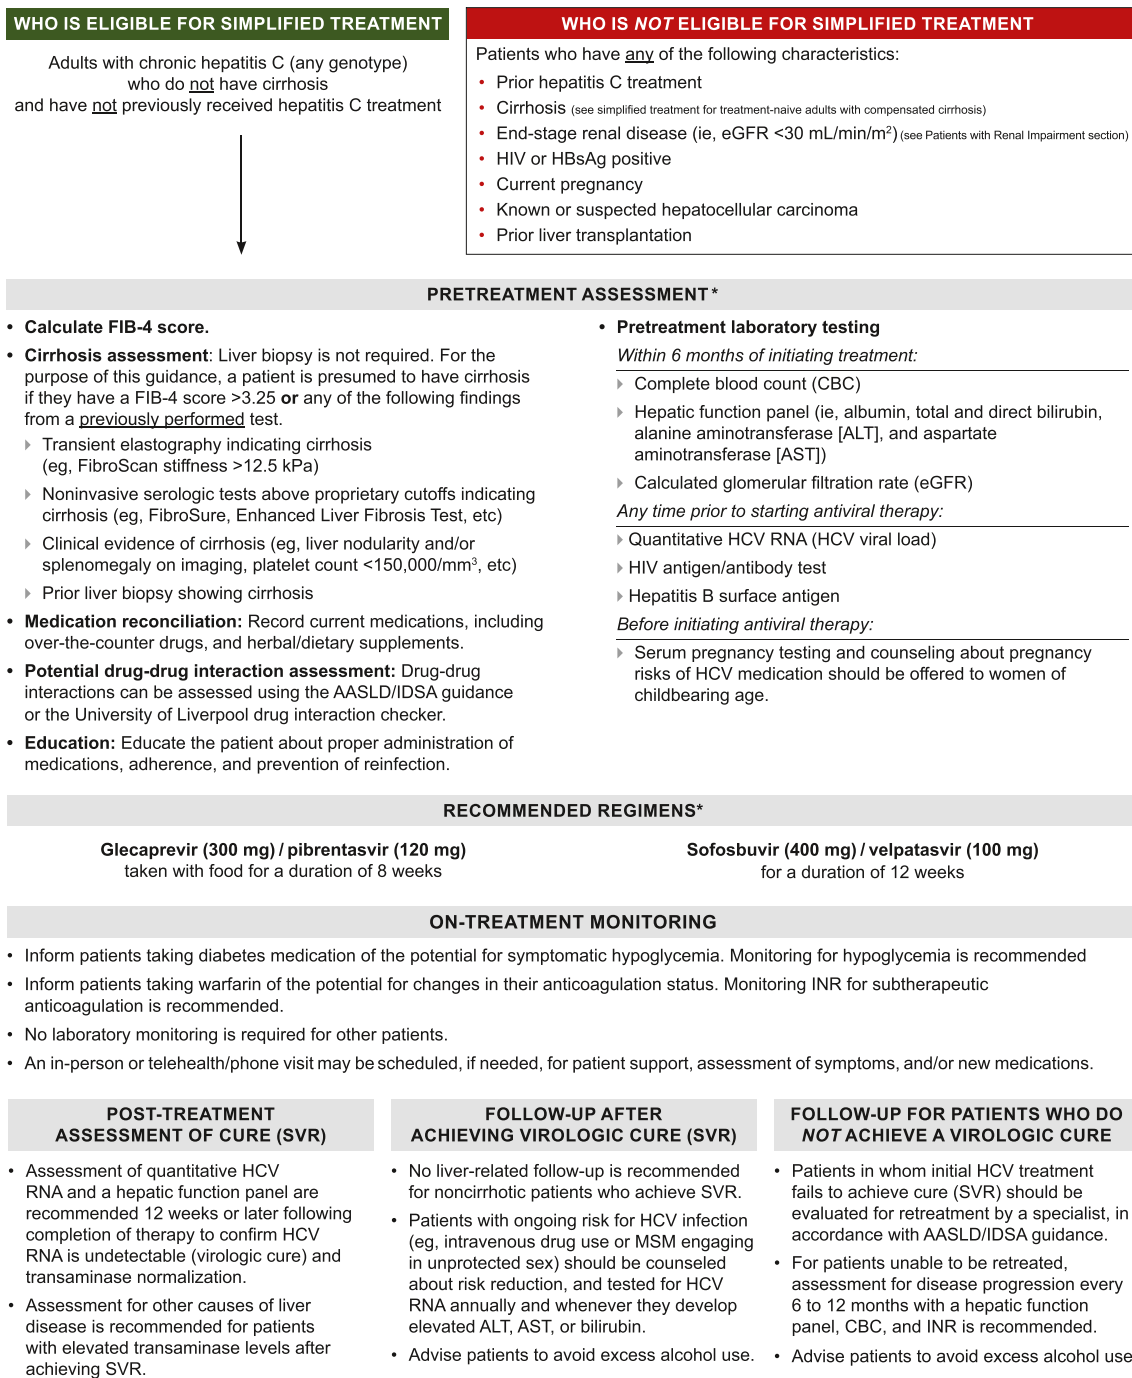 WHO IS ELIGIBLE FOR SIMPLIFIED TREATMENT
Adults with chronic hepatitis C (any genotype)
who do not have cirrhosis
and have not previously received hepatitis C treatment
WHO IS NOT ELIGIBLE FOR SIMPLIFIED TREATMENT
Patients who have any of the following characteristics:
• Prior hepatitis C treatment
• Cirrhosis (see simplified treatment for treatment-naive adults with compensated cirrhosis)
• End-stage renal disease (ie, eGFR <30 mL/min/m²) (see Patients with Renal Impairment section)
• HIV or HBsAg positive
• Current pregnancy
• Known or suspected hepatocellular carcinoma
• Prior liver transplantation
PRETREATMENT ASSESSMENT*
• Calculate FIB-4 score.
• Cirrhosis assessment: Liver biopsy is not required. For the
purpose of this guidance, a patient is presumed to have cirrhosis
if they have a FIB-4 score >3.25 or any of the following findings
from a previously performed test.
Transient elastography indicating cirrhosis
(eg, FibroScan stiffness >12.5 kPa)
Noninvasive serologic tests above proprietary cutoffs indicating
cirrhosis (eg, FibroSure, Enhanced Liver Fibrosis Test, etc)
Clinical evidence of cirrhosis (eg, liver nodularity and/or
splenomegaly on imaging, platelet count <150,000/mm³, etc)
Prior liver biopsy showing cirrhosis
• Medication reconciliation: Record current medications, including
over-the-counter drugs, and herbal/dietary supplements.
• Potential drug-drug interaction assessment: Drug-drug
interactions can be assessed using the AASLD/IDSA guidance
or the University of Liverpool drug interaction checker.
• Education: Educate the patient about proper administration of
medications, adherence, and prevention of reinfection.
• Pretreatment laboratory testing
Within 6 months of initiating treatment:
Complete blood count (CBC)
Hepatic function panel (ie, albumin, total and direct bilirubin,
alanine aminotransferase [ALT], and aspartate
aminotransferase [AST])
Calculated glomerular filtration rate (eGFR)
Any time prior to starting antiviral therapy:
Quantitative HCV RNA (HCV viral load)
HIV antigen/antibody test
Hepatitis B surface antigen
Before initiating antiviral therapy:
Serum pregnancy testing and counseling about pregnancy
risks of HCV medication should be offered to women of
childbearing age.
RECOMMENDED REGIMENS*
Glecaprevir (300 mg) / pibrentasvir (120 mg)
taken with food for a duration of 8 weeks
Sofosbuvir (400 mg) / velpatasvir (100 mg)
for a duration of 12 weeks
ON-TREATMENT MONITORING
• Inform patients taking diabetes medication of the potential for symptomatic hypoglycemia. Monitoring for hypoglycemia is recommended
• Inform patients taking warfarin of the potential for changes in their anticoagulation status. Monitoring INR for subtherapeutic
anticoagulation is recommended.
• No laboratory monitoring is required for other patients.
• An in-person or telehealth/phone visit may be scheduled, if needed, for patient support, assessment of symptoms, and/or new medications.
POST-TREATMENT
ASSESSMENT OF CURE (SVR)
• Assessment of quantitative HCV
RNA and a hepatic function panel are
recommended 12 weeks or later following
completion of therapy to confirm HCV
RNA is undetectable (virologic cure) and
transaminase normalization.
• Assessment for other causes of liver
disease is recommended for patients
with elevated transaminase levels after
achieving SVR.
FOLLOW-UP AFTER
ACHIEVING VIROLOGIC CURE (SVR)
• No liver-related follow-up is recommended
for noncirrhotic patients who achieve SVR.
• Patients with ongoing risk for HCV infection
(eg, intravenous drug use or MSM engaging
in unprotected sex) should be counseled
about risk reduction, and tested for HCV
RNA annually and whenever they develop
elevated ALT, AST, or bilirubin.
• Advise patients to avoid excess alcohol use.
FOLLOW-UP FOR PATIENTS WHO DO
NOT ACHIEVE A VIROLOGIC CURE
• Patients in whom initial HCV treatment
fails to achieve cure (SVR) should be
evaluated for retreatment by a specialist, in
accordance with AASLD/IDSA guidance.
• For patients unable to be retreated,
assessment for disease progression every
6 to 12 months with a hepatic function
panel, CBC, and INR is recommended.
• Advise patients to avoid excess alcohol use